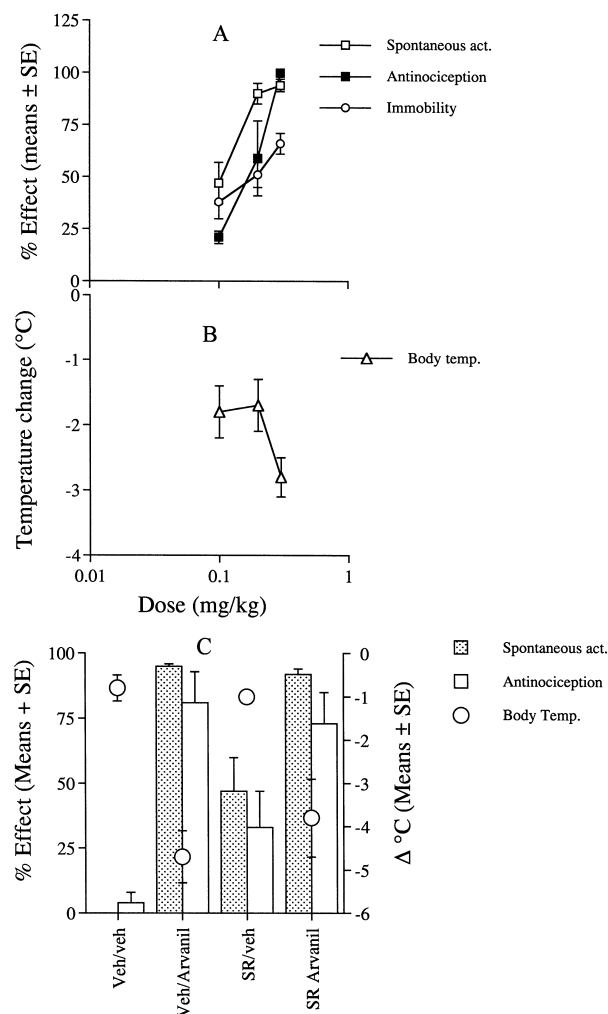 A
125
100
75
50
25
0
% Effect (means ± SE)
Spontaneous act.
Antinociception
Immobility
B
0
-1
-2
-3
-4
Temperature change (°C)
Body temp.
0.01
0.1
1
Dose (mg/kg)
C
100
75
50
25
0
% Effect (Means + SE)
0
-1
-2
-3
-4
-5
-6
Δ °C (Means ± SE)
Spontaneous act.
Antinociception
Body Temp.
Veh/veh
Veh/Arvanil
SR/veh
SR Arvanil